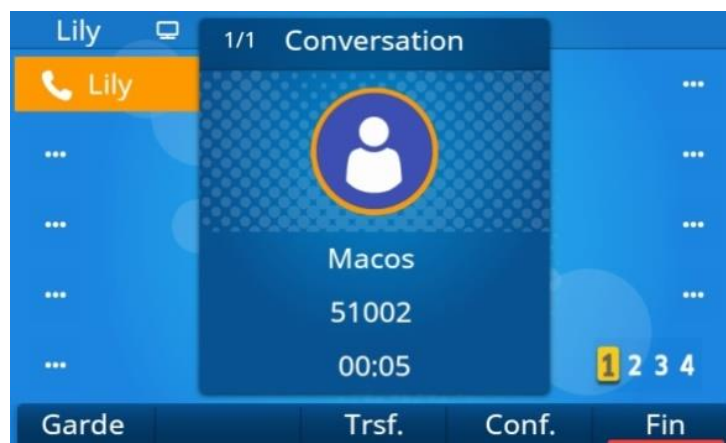 Lily
1/1 Conversation
Lily
...
...
...
...
...
...
...
...
Macos
51002
00:05
1 2 3 4
Garde Trsf. Conf. Fin